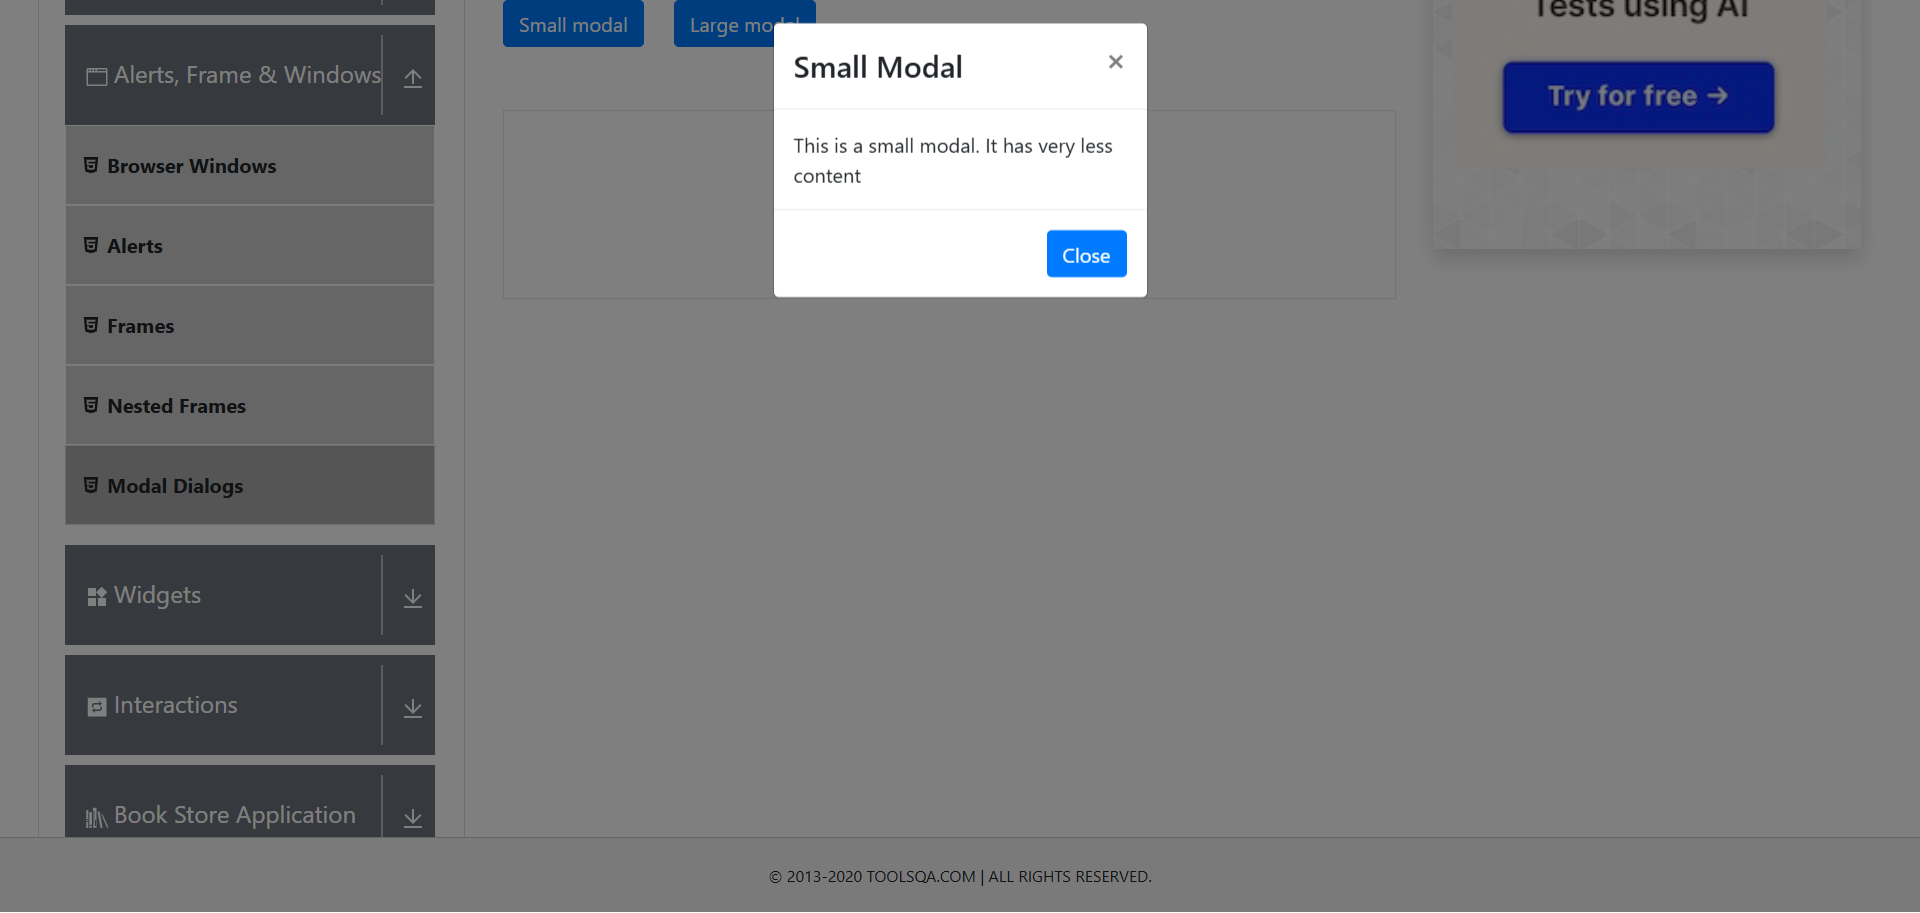 Small modal
Large mo
Tests using AI
Try for free →
Alerts, Frame & Windows
Browser Windows
Alerts
Frames
Nested Frames
Modal Dialogs
Widgets
Interactions
Book Store Application
Small Modal
×
This is a small modal. It has very less
content
Close
© 2013-2020 TOOLSQA.COM | ALL RIGHTS RESERVED.